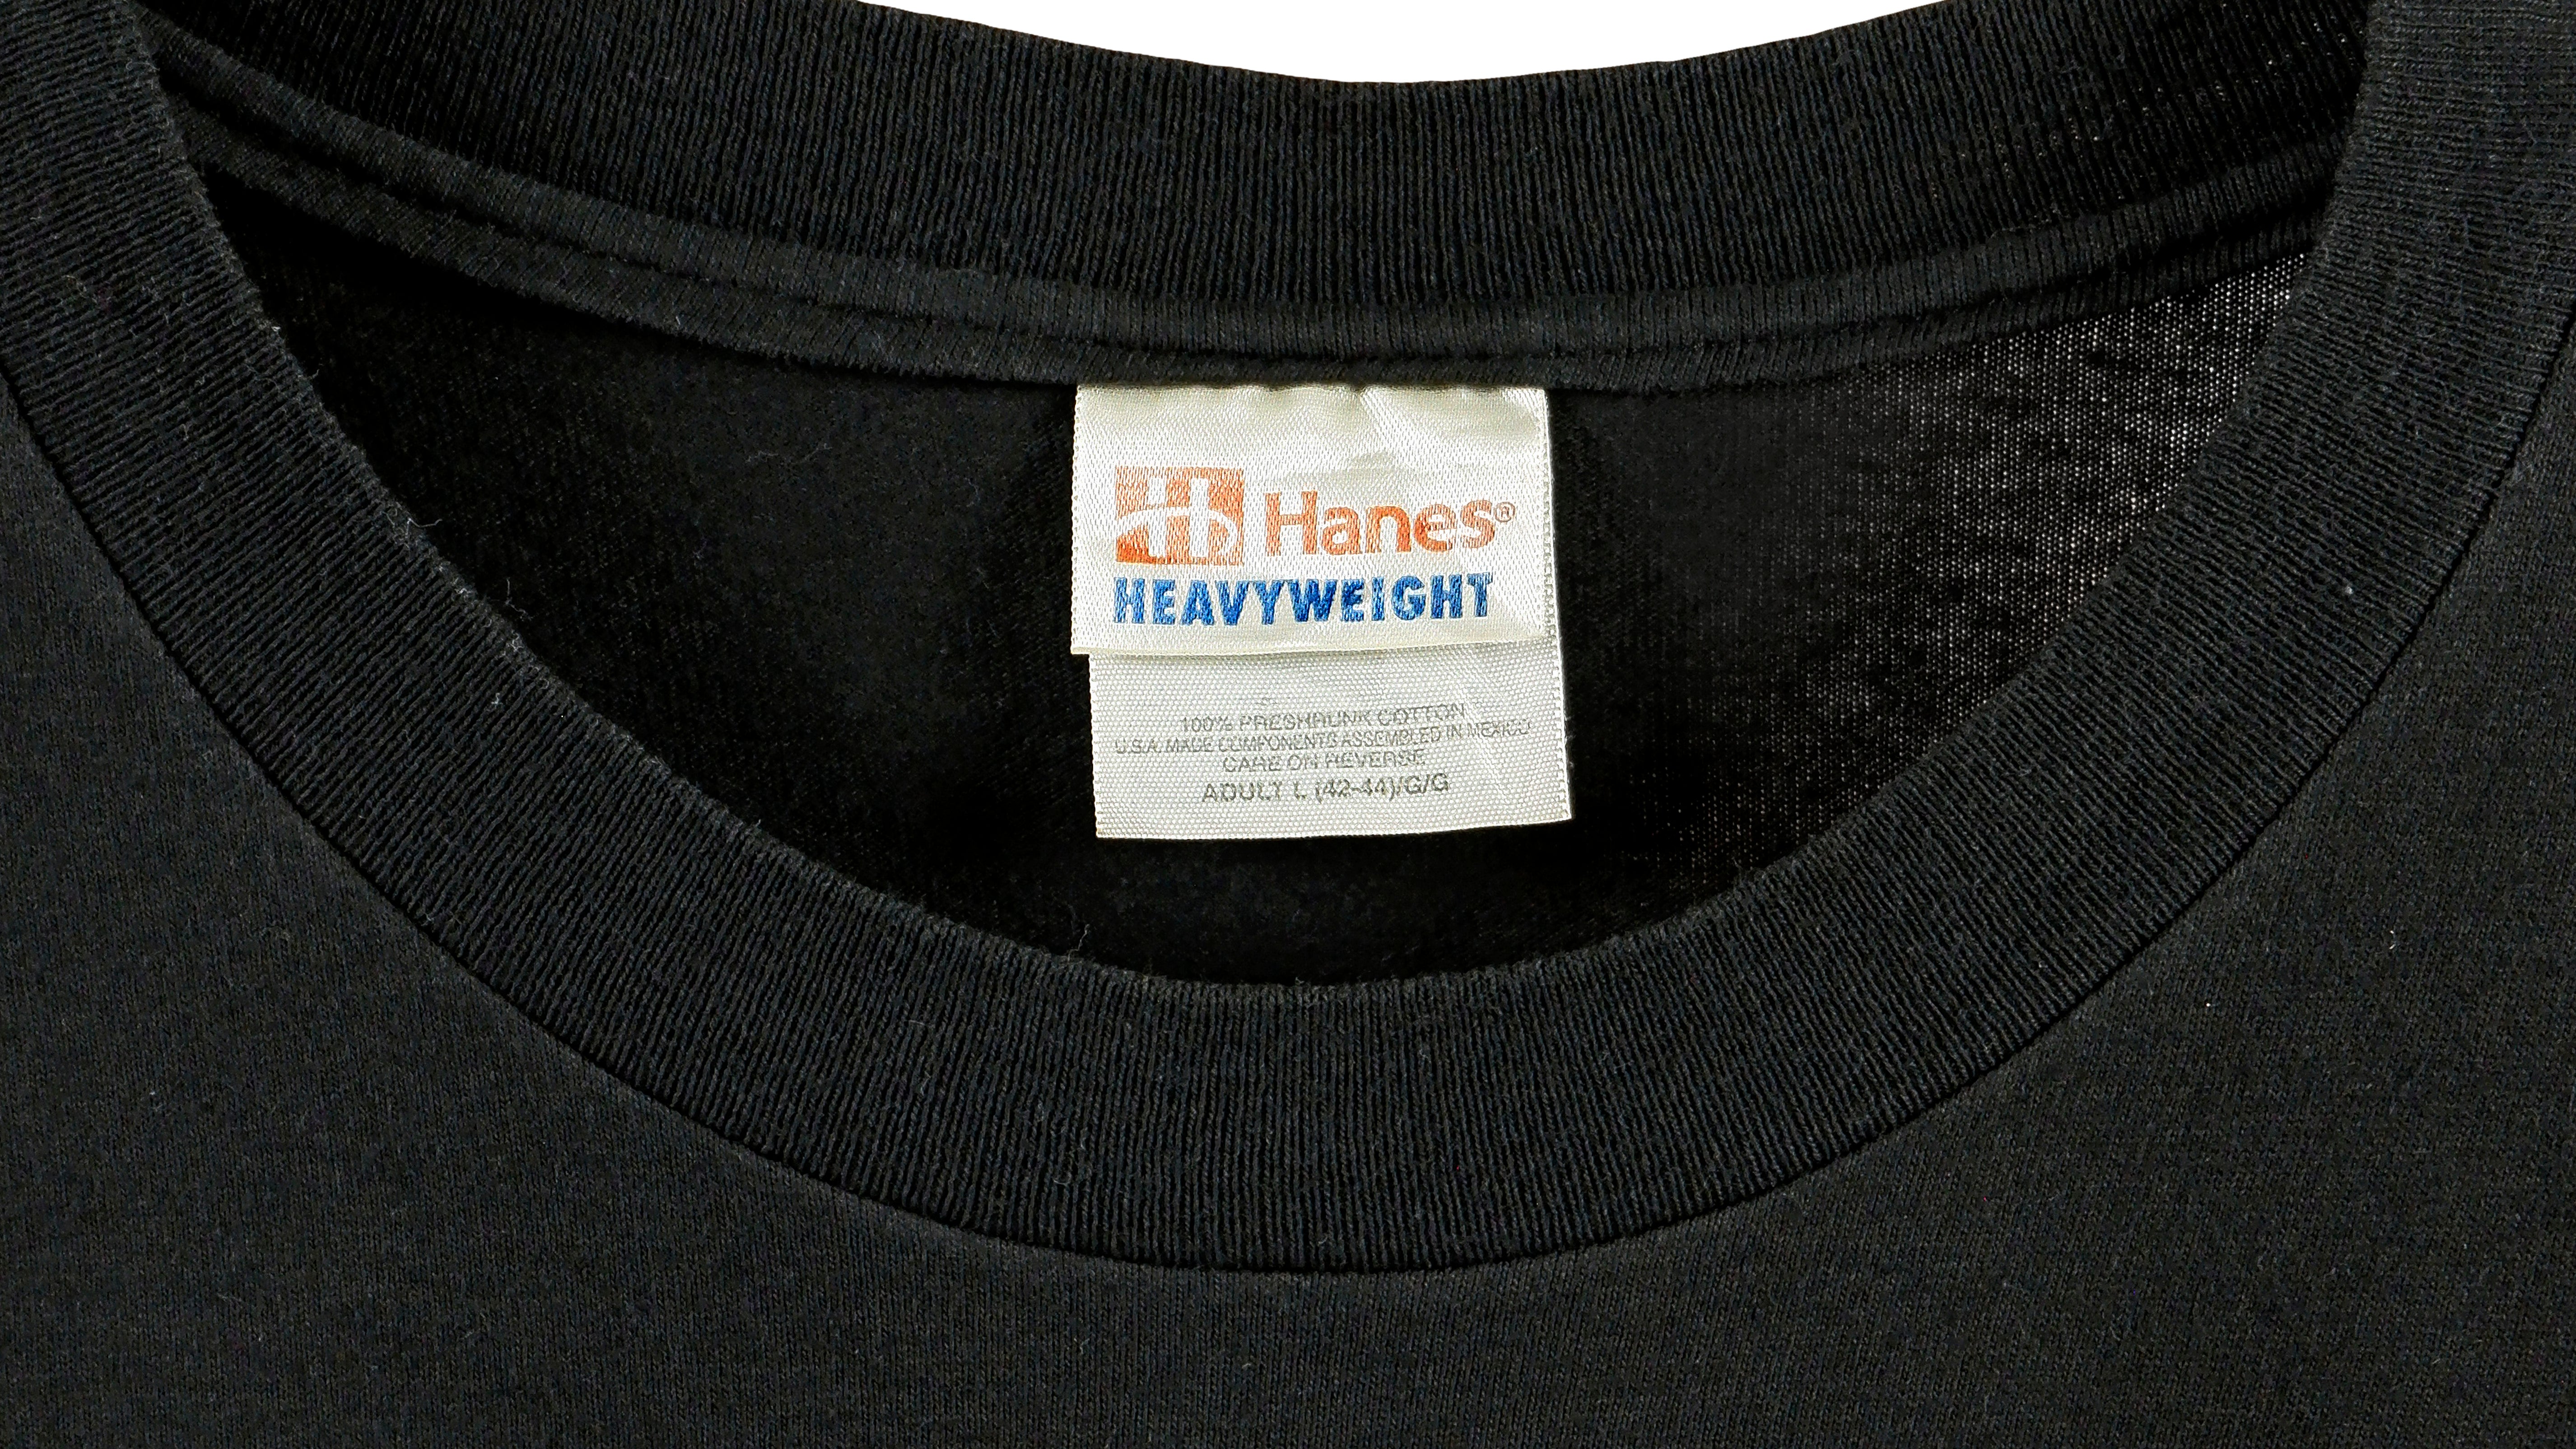 Hanes®
HEAVYWEIGHT
100% PRESHRUNK COTTON
U.S.A. MADE COMPONENTS ASSEMBLED IN MEXICO
CARE ON REVERSE
ADULT L (42-44)/G/G